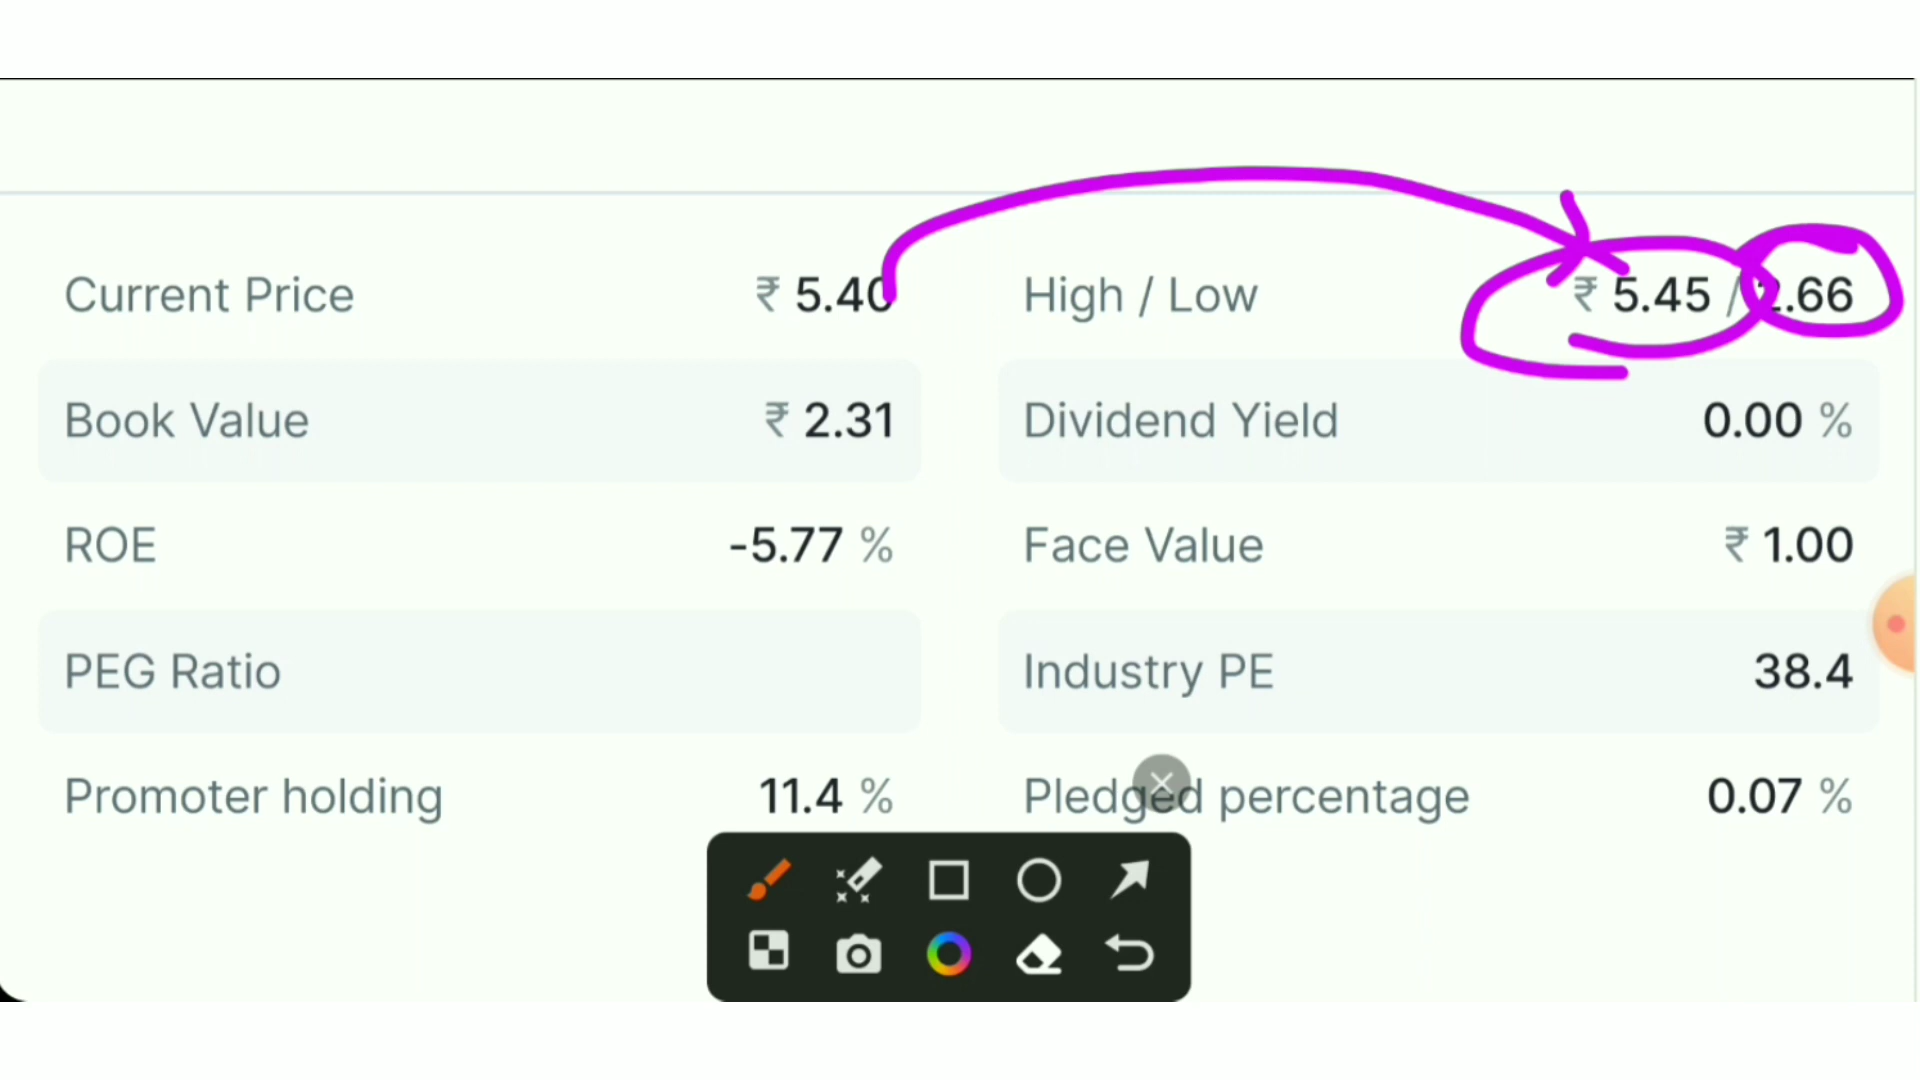 Current Price ₹ 5.40 High / Low ₹ 5.45 / 2.66
Book Value ₹ 2.31 Dividend Yield 0.00 %
ROE -5.77 % Face Value ₹ 1.00
PEG Ratio Industry PE 38.4
Promoter holding 11.4 % Pledged percentage 0.07 %